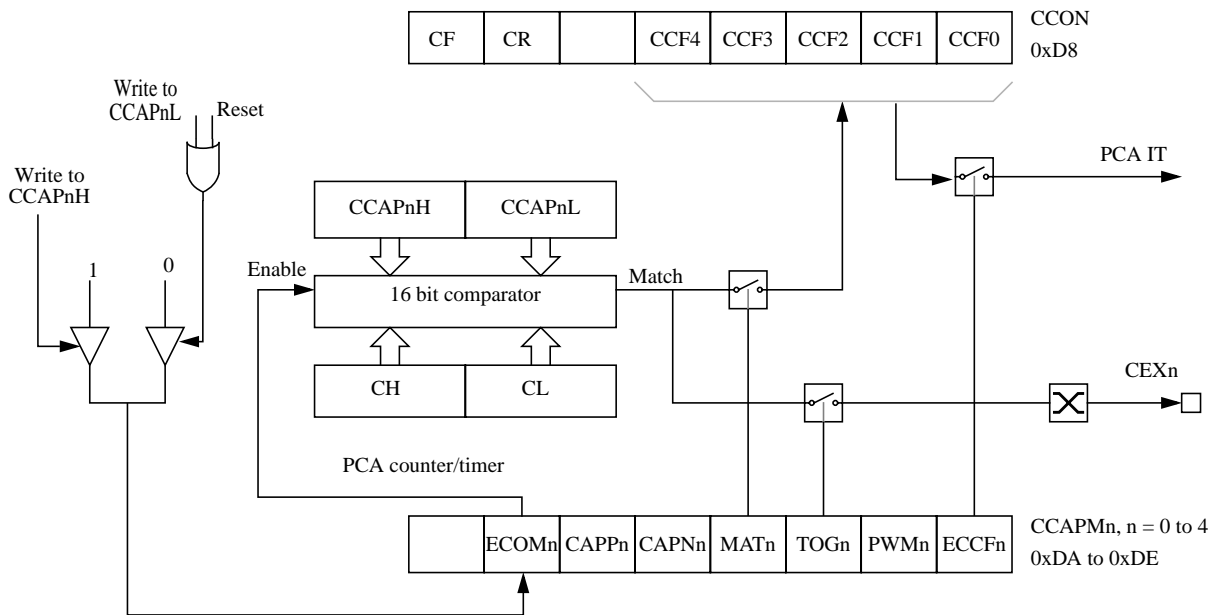 CF CR CCF4 CCF3 CCF2 CCF1 CCF0
CCON
0xD8
Write to
CCAPnL
Reset
Write to
CCAPnH
PCA IT
CCAPnH CCAPnL
1 0
Enable
16 bit comparator
Match
CH CL
CEXn
PCA counter/timer
ECOMn CAPPn CAPNn MATn TOGn PWMn ECCFn
CCAPMn, n = 0 to 4
0xDA to 0xDE